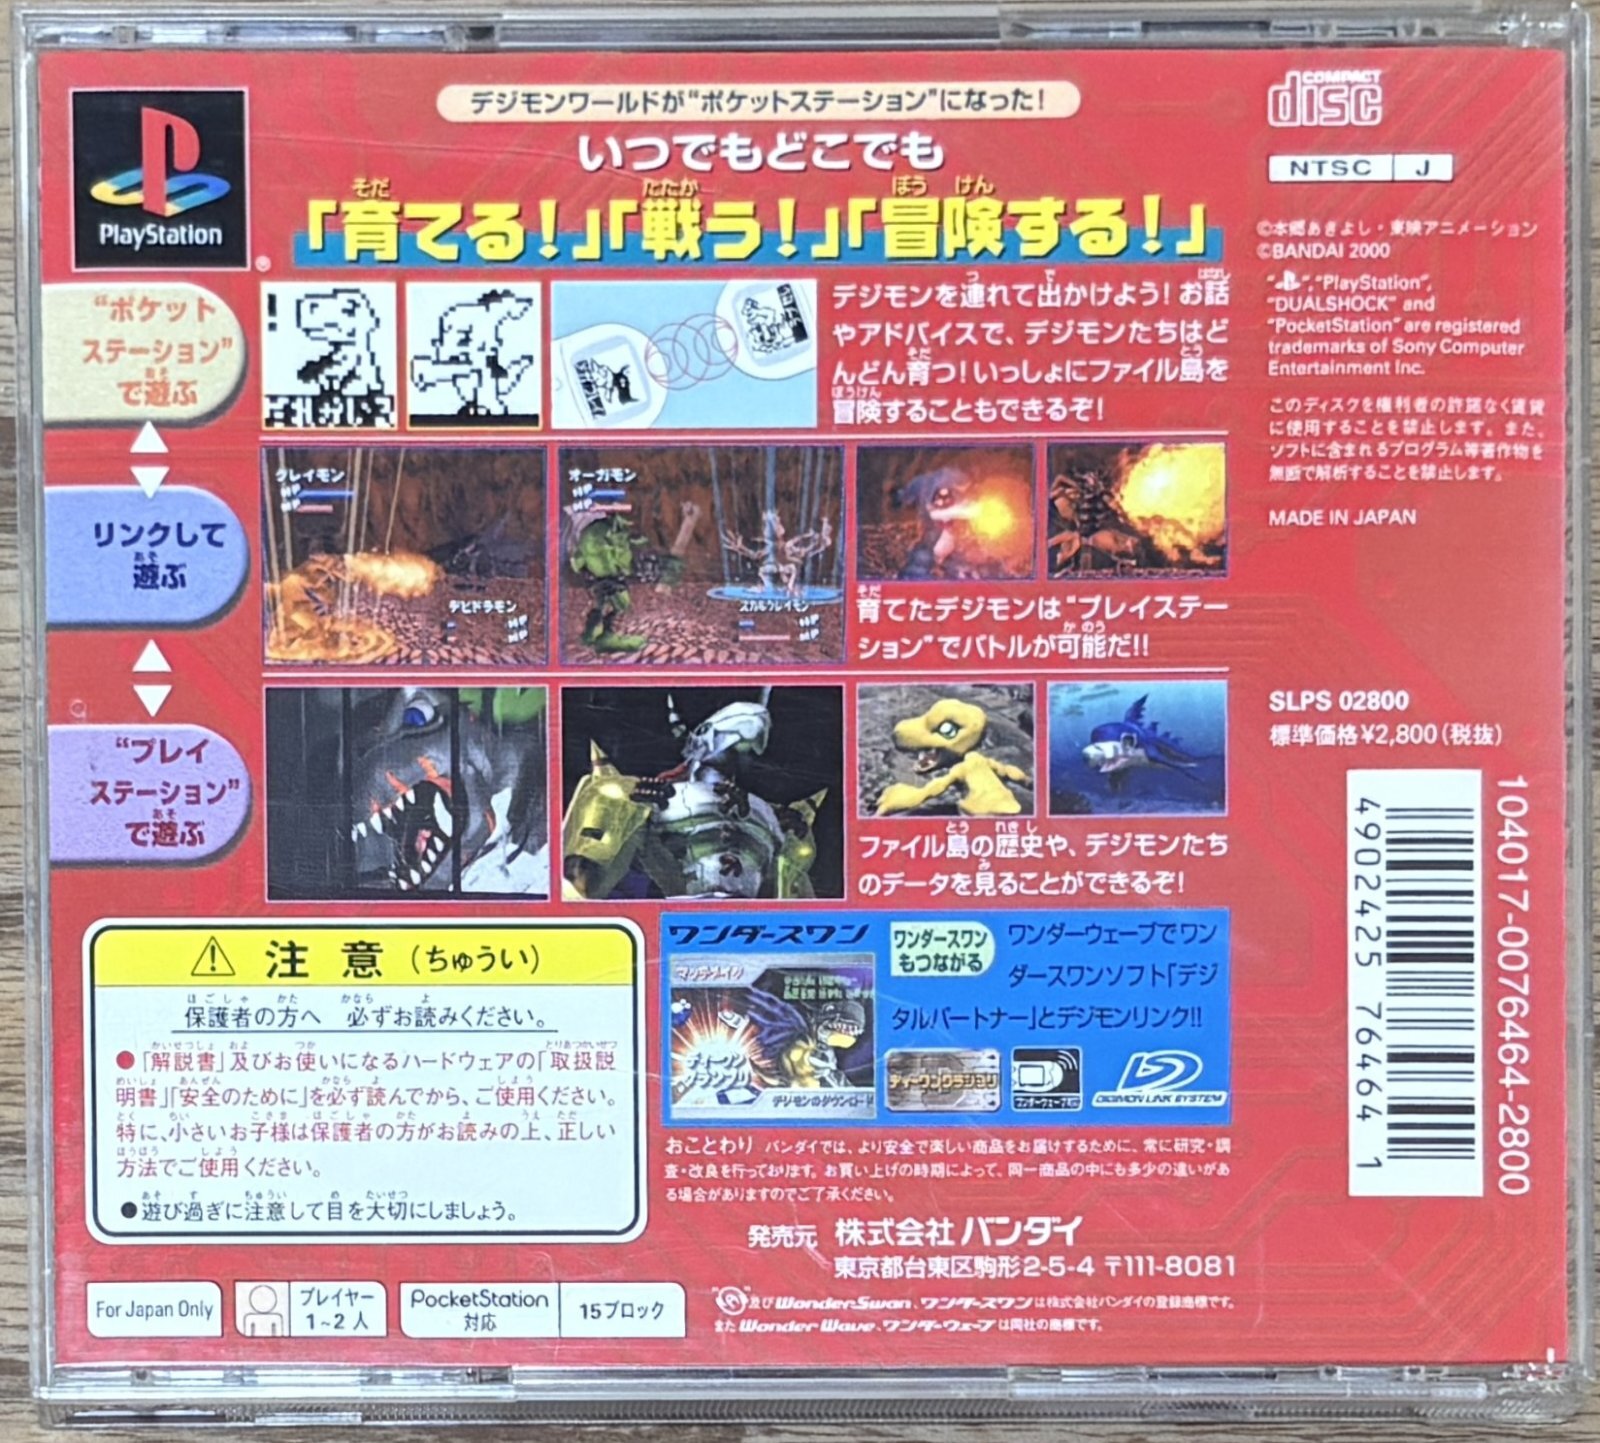 デジモンワールドが“ポケットステーション”になった!
いつでもどこでも
「育てる!」「戦う!」「冒険する!」
PlayStation
“ポケット
ステーション”
で遊ぶ
デジモンを連れて出かけよう! お話
やアドバイスで、デジモンたちはど
んどん育つ! いっしょにファイル島を
冒険することもできるぞ!
リンクして
遊ぶ
グレイモン
HP
MP
デビドラモン
HP
MP
オーガモン
HP
MP
スカルグレイモン
HP
MP
育てたデジモンは“プレイステー
ション”でバトルが可能だ!!
“プレイ
ステーション”
で遊ぶ
ファイル島の歴史や、デジモンたち
のデータを見ることができるぞ!
注意(ちゅうい)
保護者の方へ 必ずお読みください。
●「解説書」及びお使いになるハードウェアの「取扱説
明書」「安全のために」を必ず読んでから、ご使用ください。
特に、小さいお子様は保護者の方がお読みの上、正しい
方法でご使用ください。
●遊び過ぎに注意して目を大切にしましょう。
ワンダースワン
ディーワン
グランプリ
デジモンのダウンロード
ワンダースワン
もつながる
ワンダーウェーブでワン
ダースワンソフト「デジ
タルパートナー」とデジモンリンク!!
DIGIMON LINK SYSTEM
おことわり バンダイでは、より安全で楽しい商品をお届けするために、常に研究・調
査・改良を行っております。お買い上げの時期によって、同一商品の中にも多少の違いがあ
る場合がありますのでご了承ください。
発売元 株式会社 バンダイ
東京都台東区駒形2-5-4 〒111-8081
及びWonderSwan、ワンダースワンは株式会社バンダイの登録商標です。
またWonder Wave、ワンダーウェーブは同社の商標です。
For Japan Only
プレイヤー
1~2人
PocketStation
対応
15ブロック
COMPACT
disc
NTSC J
©本郷あきよし・東映アニメーション
©BANDAI 2000
“PlayStation”,
“DUALSHOCK” and
“PocketStation” are registered
trademarks of Sony Computer
Entertainment Inc.
このディスクを権利者の許諾なく賃貸
に使用することを禁止します。また、
ソフトに含まれるプログラム等著作物を
無断で解析することを禁止します。
MADE IN JAPAN
SLPS 02800
標準価格¥2,800(税抜)
4 902425 764641
104017-0076464-2800